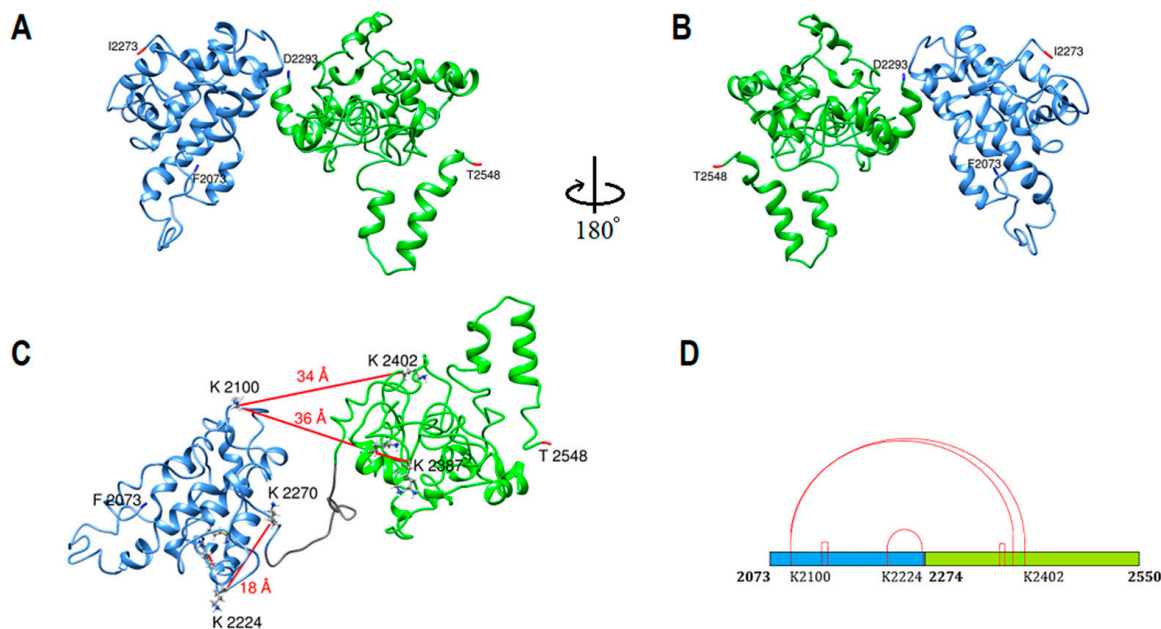 A
I2273
D2293
F2073
T2548
180°
B
I2273
D2293
F2073
T2548
C
K 2402
34 Å
K 2100
36 Å
K 2387
T 2548
K 2270
F 2073
18 Å
K 2224
D
2073 K2100 K2224 2274 K2402 2550